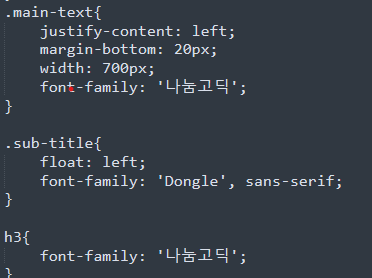 .main-text{
    justify-content: left;
    margin-bottom: 20px;
    width: 700px;
    font-family: '나눔고딕';
}

.sub-title{
    float: left;
    font-family: 'Dongle', sans-serif;
}

h3{
    font-family: '나눔고딕';
}